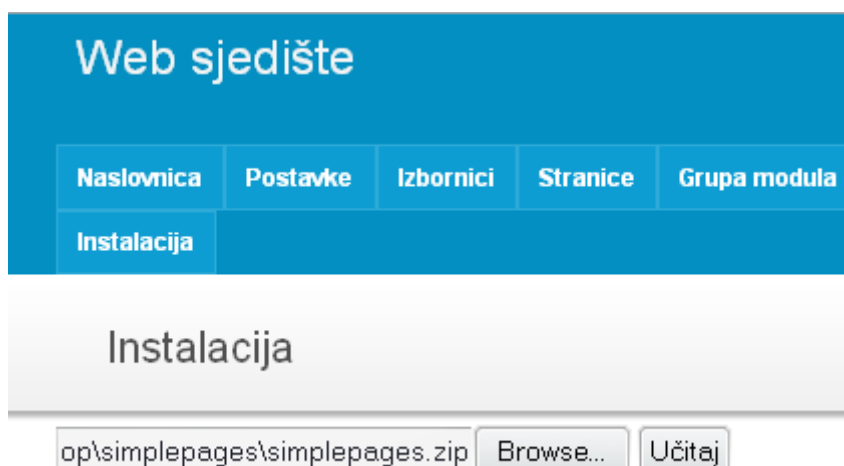 Web sjedište
Naslovnica Postavke Izbornici Stranice Grupa modula
Instalacija
Instalacija
op\simplepages\simplepages.zip Browse... Učitaj